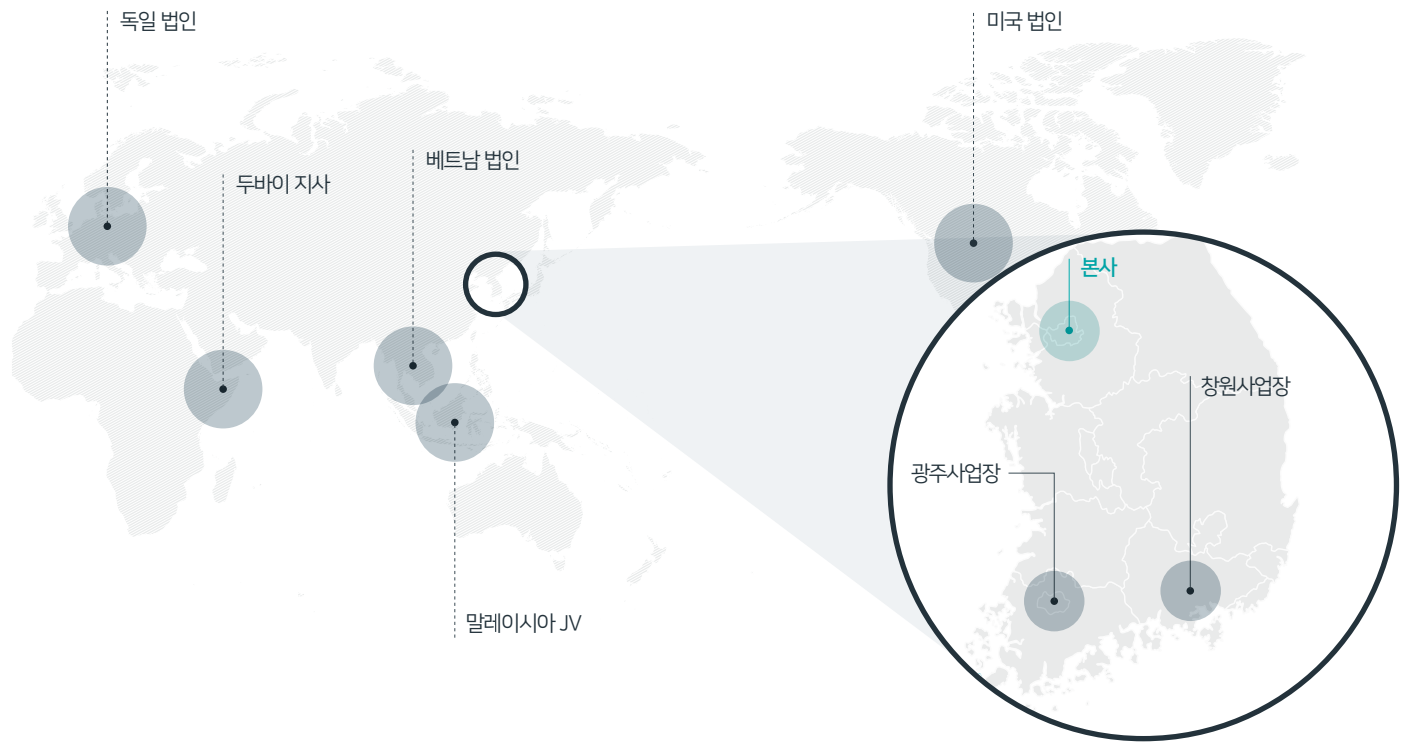 독일 법인
미국 법인
베트남 법인
두바이 지사
본사
창원사업장
광주사업장
말레이시아 JV